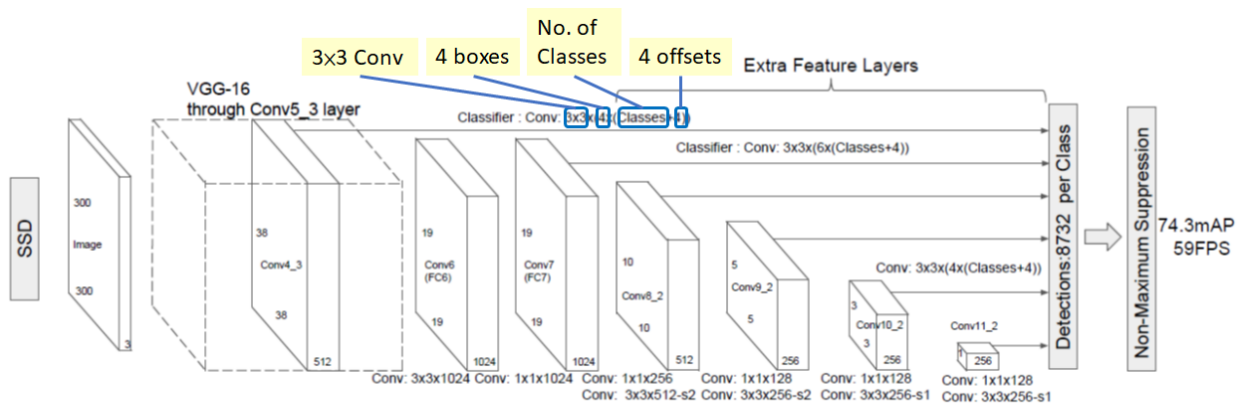 No. of
Classes
3×3 Conv
4 boxes
4 offsets
Extra Feature Layers
VGG-16
through Conv5_3 layer
Classifier : Conv: 3x3x(4x(Classes+4))
Classifier : Conv: 3x3x(6x(Classes+4))
SSD
300
Image
300
3
38
Conv4_3
38
512
19
Conv6
(FC6)
19
1024
19
Conv7
(FC7)
19
1024
10
Conv8_2
10
512
5
Conv9_2
5
256
Conv: 3x3x(4x(Classes+4))
3
Conv10_2
3
256
Conv11_2
1
256
Detections:8732 per Class
Non-Maximum Suppression
74.3mAP
59FPS
Conv: 3x3x1024
Conv: 1x1x1024
Conv: 1x1x256
Conv: 3x3x512-s2
Conv: 1x1x128
Conv: 3x3x256-s2
Conv: 1x1x128
Conv: 3x3x256-s1
Conv: 1x1x128
Conv: 3x3x256-s1